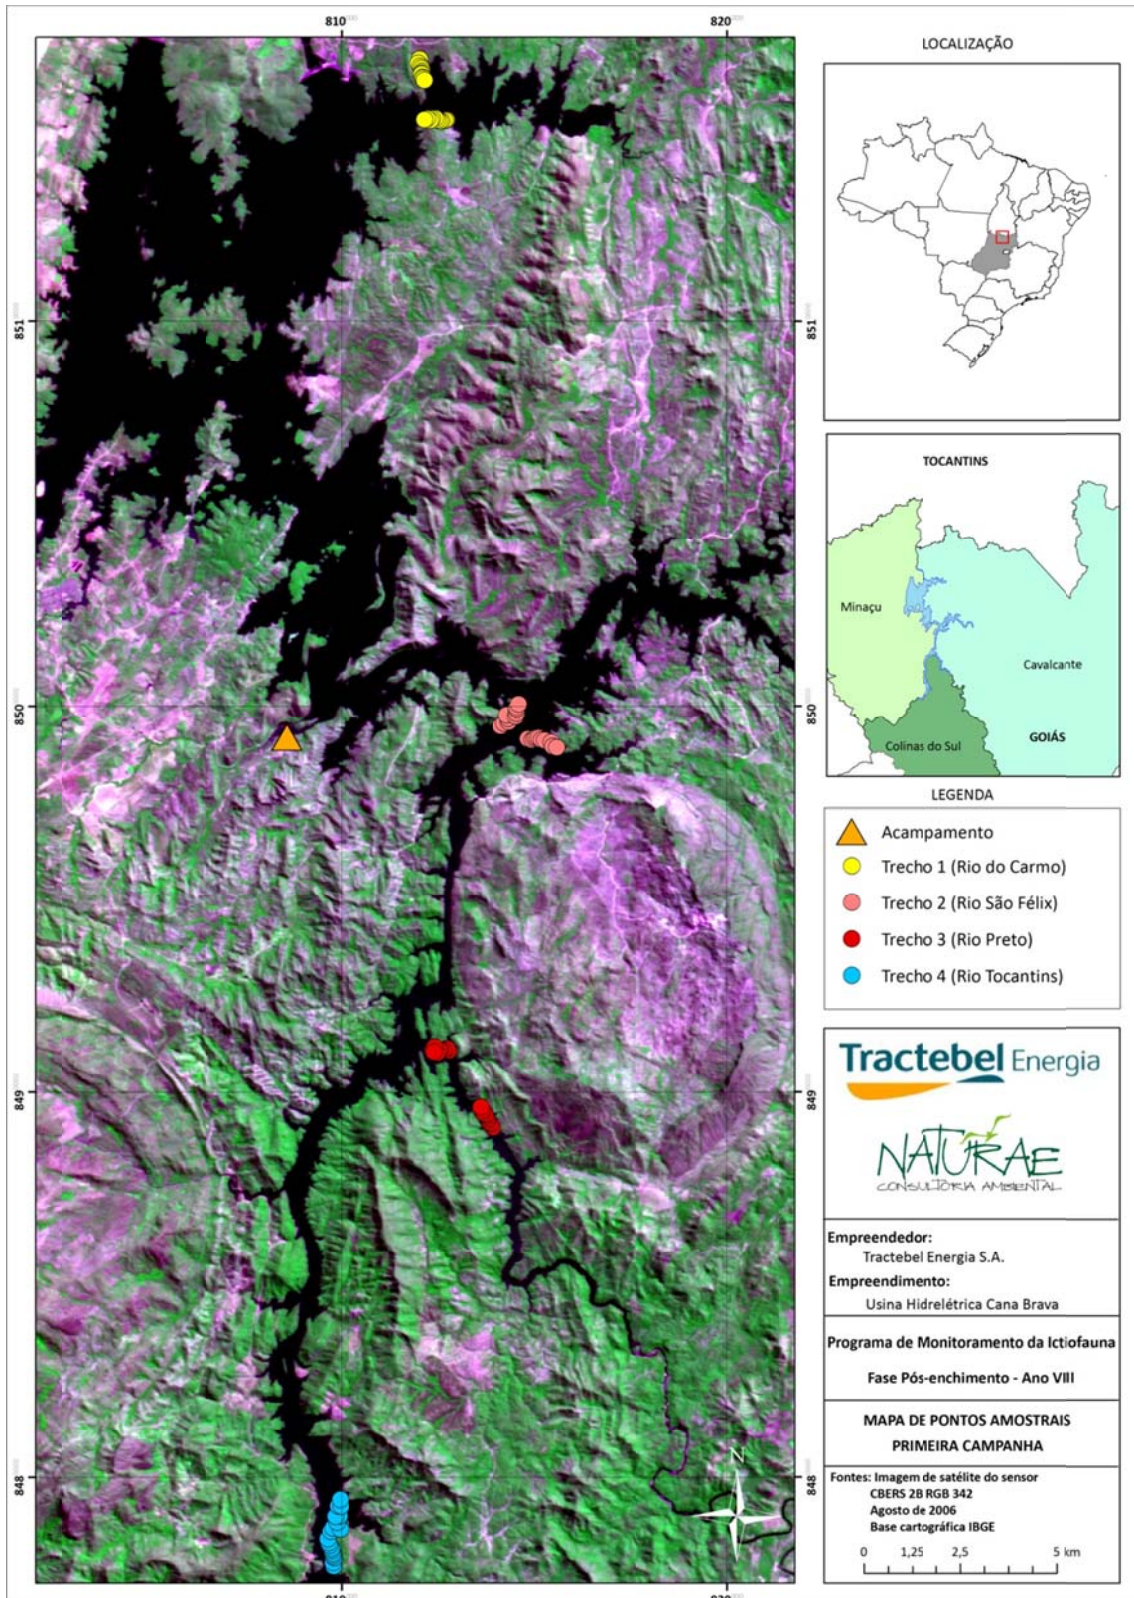 810000
820000
851
850
849
848
851
850
849
848
N
LOCALIZAÇÃO
TOCANTINS
Minaçu
Cavalcante
Colinas do Sul
GOIÁS
LEGENDA
Acampamento
Trecho 1 (Rio do Carmo)
Trecho 2 (Rio São Félix)
Trecho 3 (Rio Preto)
Trecho 4 (Rio Tocantins)
Tractebel Energia
NATURAE
CONSULTORIA AMBIENTAL
Empreendedor:
Tractebel Energia S.A.
Empreendimento:
Usina Hidrelétrica Cana Brava
Programa de Monitoramento da Ictiofauna
Fase Pós-enchimento - Ano VIII
MAPA DE PONTOS AMOSTRAIS
PRIMEIRA CAMPANHA
Fontes: Imagem de satélite do sensor
CBERS 2B RGB 342
Agosto de 2006
Base cartográfica IBGE
0 1,25 2,5 5 km